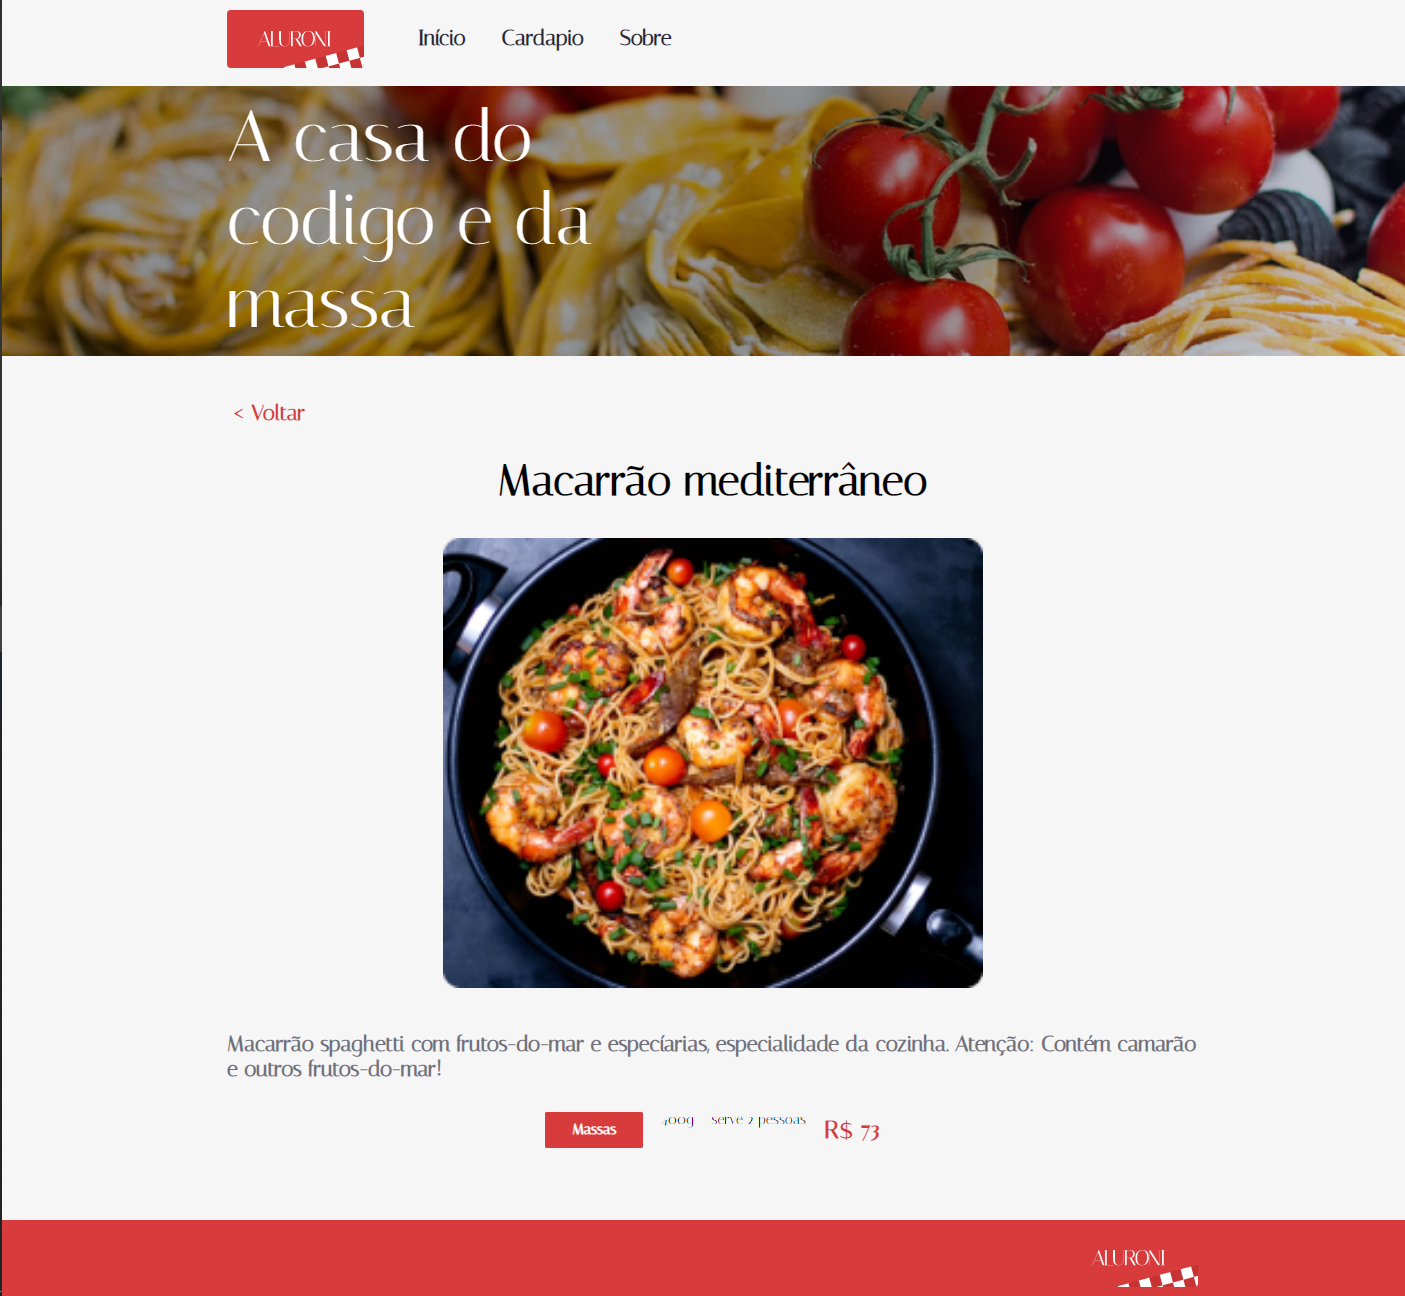 ALURONI
Início Cardapio Sobre
A casa do
codigo e da
massa
< Voltar
Macarrão mediterrâneo
Macarrão spaghetti com frutos-do-mar e especíarias, especialidade da cozinha. Atenção: Contém camarão
e outros frutos-do-mar!
Massas 400g serve 2 pessoas R$ 73
ALURONI